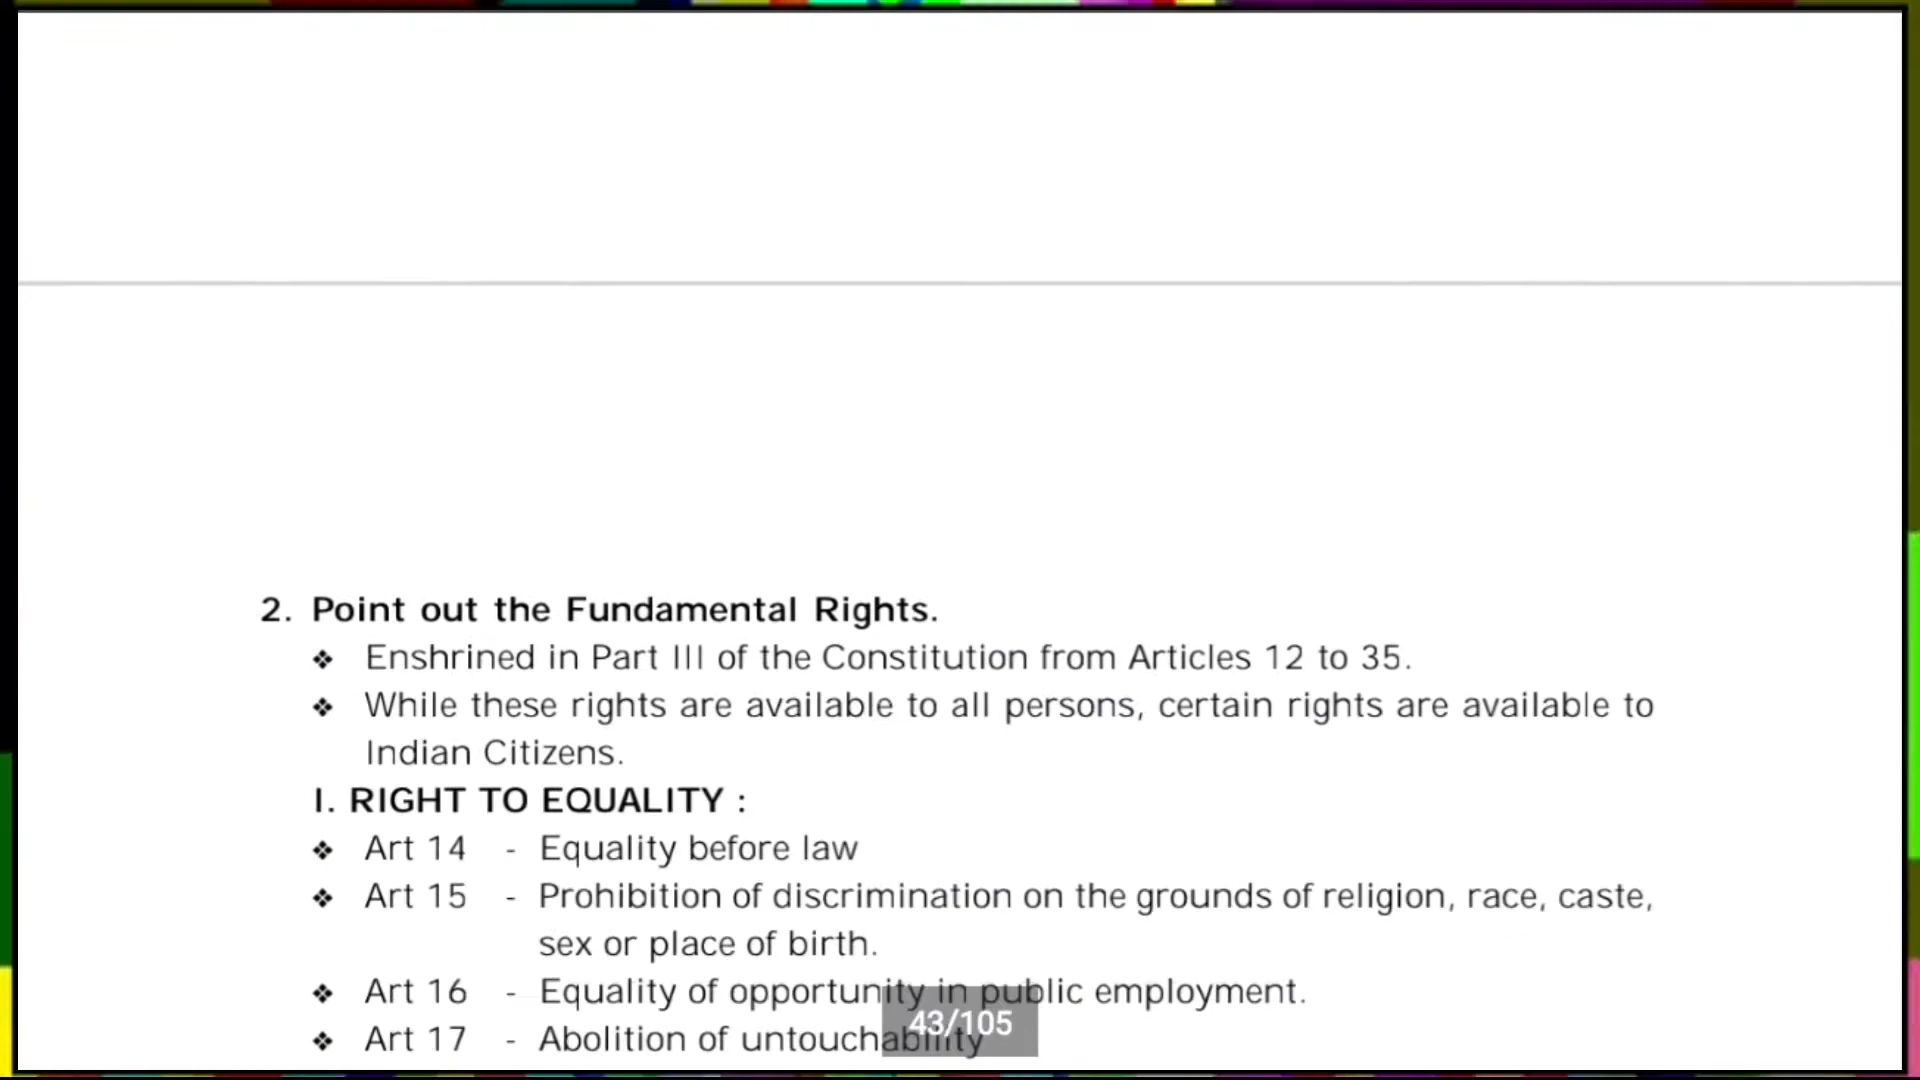 2. Point out the Fundamental Rights.
❖ Enshrined in Part III of the Constitution from Articles 12 to 35.
❖ While these rights are available to all persons, certain rights are available to
Indian Citizens.
I. RIGHT TO EQUALITY :
❖ Art 14 - Equality before law
❖ Art 15 - Prohibition of discrimination on the grounds of religion, race, caste,
sex or place of birth.
❖ Art 16 - Equality of opportunity in public employment.
❖ Art 17 - Abolition of untouchability
43/105